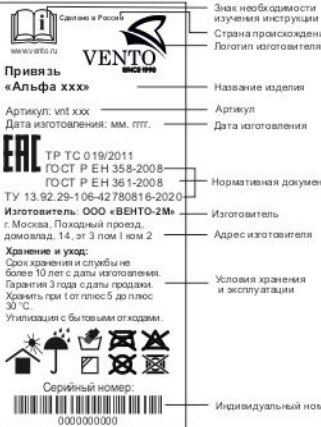 Сделано в России
www.vento.ru
VENTO
SINCE 1990
Привязь
«Альфа ххх»
Артикул: vnt xxx
Дата изготовления: мм. гггг.
EAC
ТР ТС 019/2011
ГОСТ Р ЕН 358-2008
ГОСТ Р ЕН 361-2008
ТУ 13.92.29-106-42780816-2020
Изготовитель: ООО «ВЕНТО-2М»
г. Москва, Походный проезд,
домовлад. 14, эт 3 пом I ком 2
Хранение и уход:
Срок хранения и службы не
более 10 лет с даты изготовления.
Гарантия 3 года с даты продажи.
Хранить при t от плюс 5 до плюс
30 °С.
Утилизация с бытовыми отходами.
Серийный номер:
0000000000
Знак необходимости
изучения инструкции
Страна происхожден
Логотип изготовителя
Название изделия
Артикул
Дата изготовления
Нормативная докумен
Изготовитель
Адрес изготовителя
Условия хранения
и эксплуатации
Индивидуальный ном